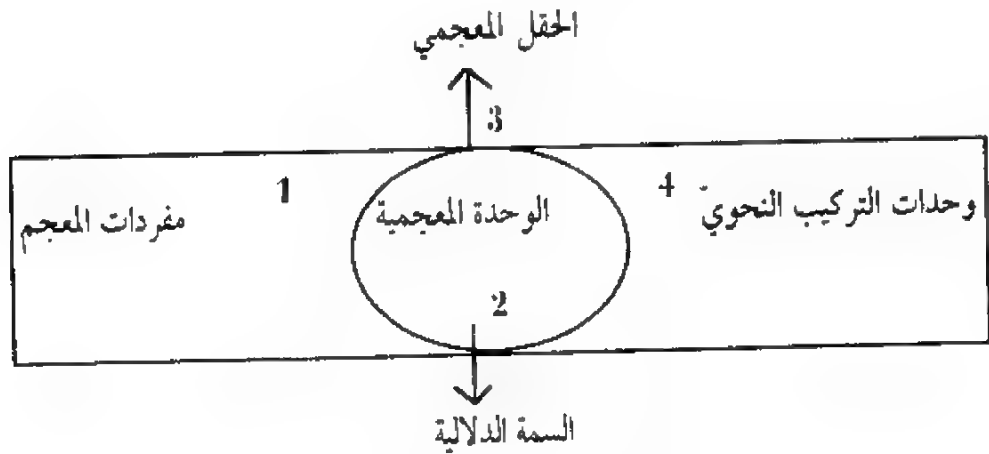 الحقل المعجمي
3
وحدات التركيب النحويّ
4
الوحدة المعجمية
1
مفردات المعجم
2
السمة الدلالية